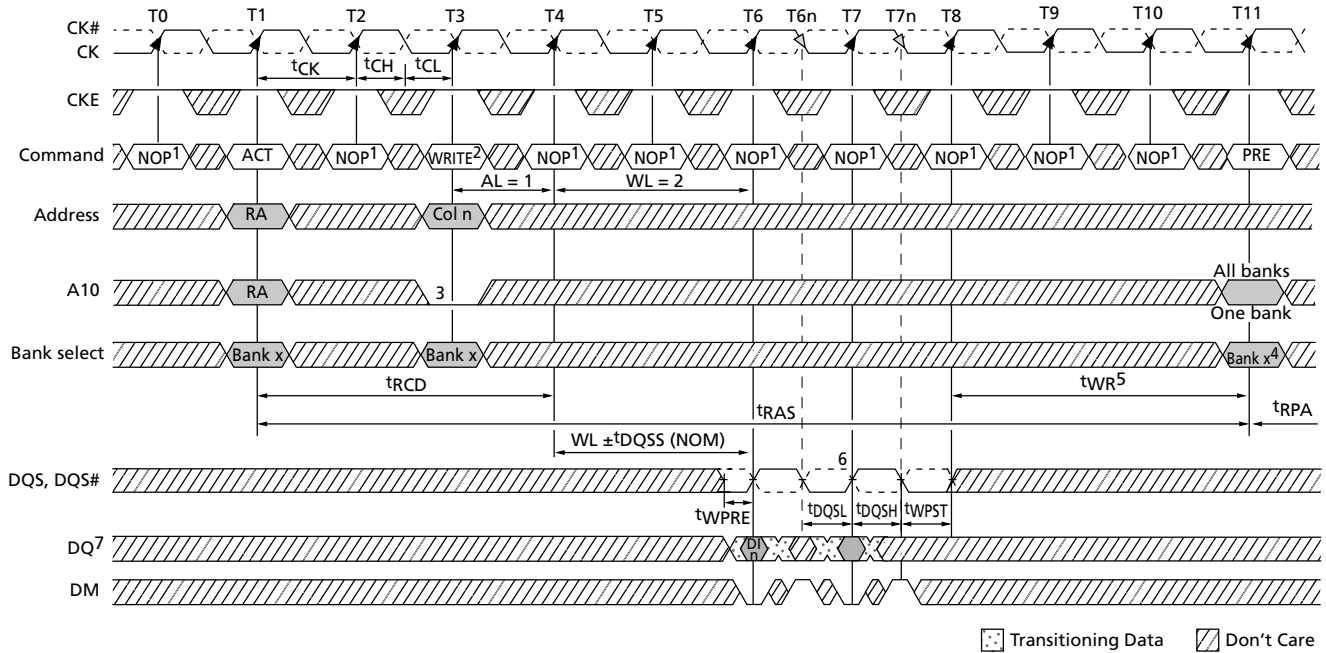 T0 T1 T2 T3 T4 T5 T6 T6n T7 T7n T8 T9 T10 T11
CK#
CK
tCK tCH tCL
CKE
Command NOP1 ACT NOP1 WRITE2 NOP1 NOP1 NOP1 NOP1 NOP1 NOP1 NOP1 PRE
AL = 1 WL = 2
Address RA Col n
All banks
A10 RA 3
One bank
Bank select Bank x Bank x Bank x4
tRCD tWR5
tRAS tRPA
WL ±tDQSS (NOM)
6
DQS, DQS#
tWPRE tDQSL tDQSH tWPST
DQ7 DI
n
DM
Transitioning Data Don't Care